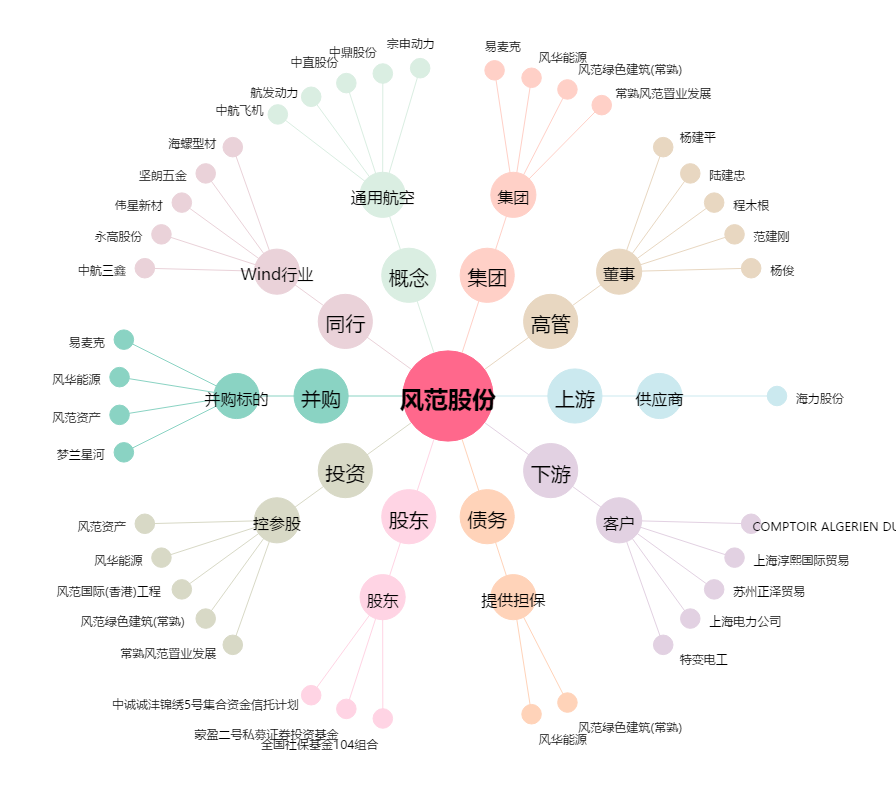 宗申动力
中鼎股份
中直股份
航发动力
中航飞机
通用航空
概念
易麦克
风华能源
风范绿色建筑(常熟)
常熟风范置业发展
集团
集团
海螺型材
坚朗五金
伟星新材
永高股份
中航三鑫
Wind行业
同行
杨建平
陆建忠
程木根
范建刚
杨俊
董事
高管
易麦克
风华能源
风范资产
梦兰星河
并购标的
并购
风范股份
上游
供应商
海力股份
投资
控参股
风范资产
风华能源
风范国际(香港)工程
风范绿色建筑(常熟)
常熟风范置业发展
下游
客户
COMPTOIR ALGERIEN DU
上海淳熙国际贸易
苏州正泽贸易
上海电力公司
特变电工
股东
股东
中诚诚沣锦绣5号集合资金信托计划
蒙盈二号私募证券投资基金
全国社保基金104组合
债务
提供担保
风范绿色建筑(常熟)
风华能源